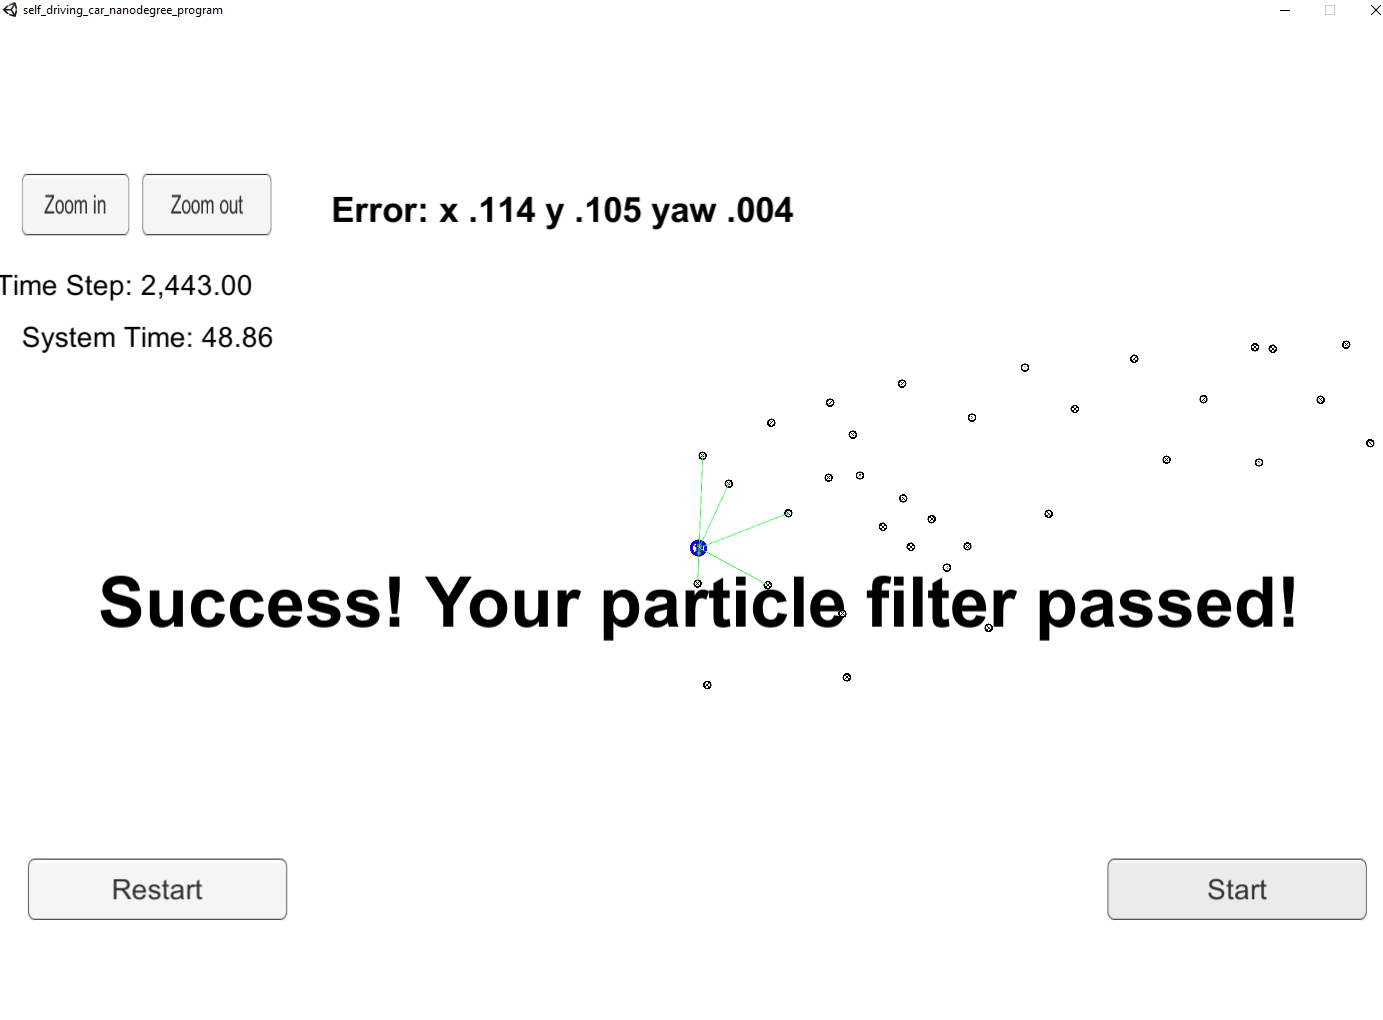 self_driving_car_nanodegree_program
Zoom in
Zoom out
Error: x .114 y .105 yaw .004
Time Step: 2,443.00
System Time: 48.86
Success! Your particle filter passed!
Restart
Start